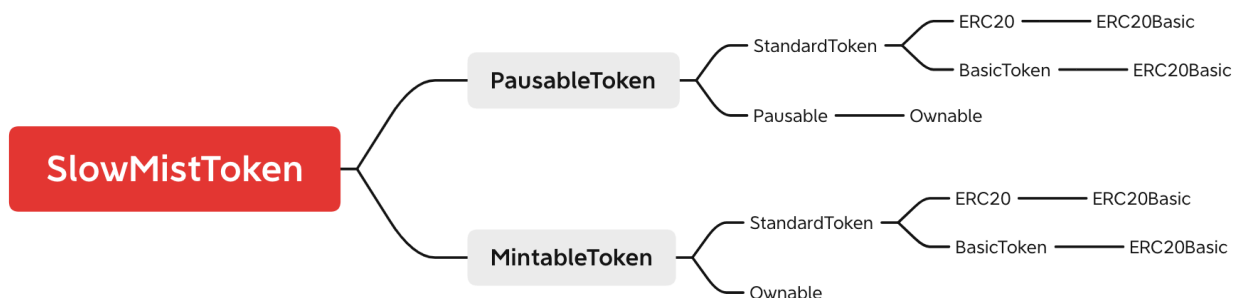 SlowMistToken
PausableToken
StandardToken
ERC20
ERC20Basic
BasicToken
ERC20Basic
Pausable
Ownable
MintableToken
StandardToken
ERC20
ERC20Basic
BasicToken
ERC20Basic
Ownable